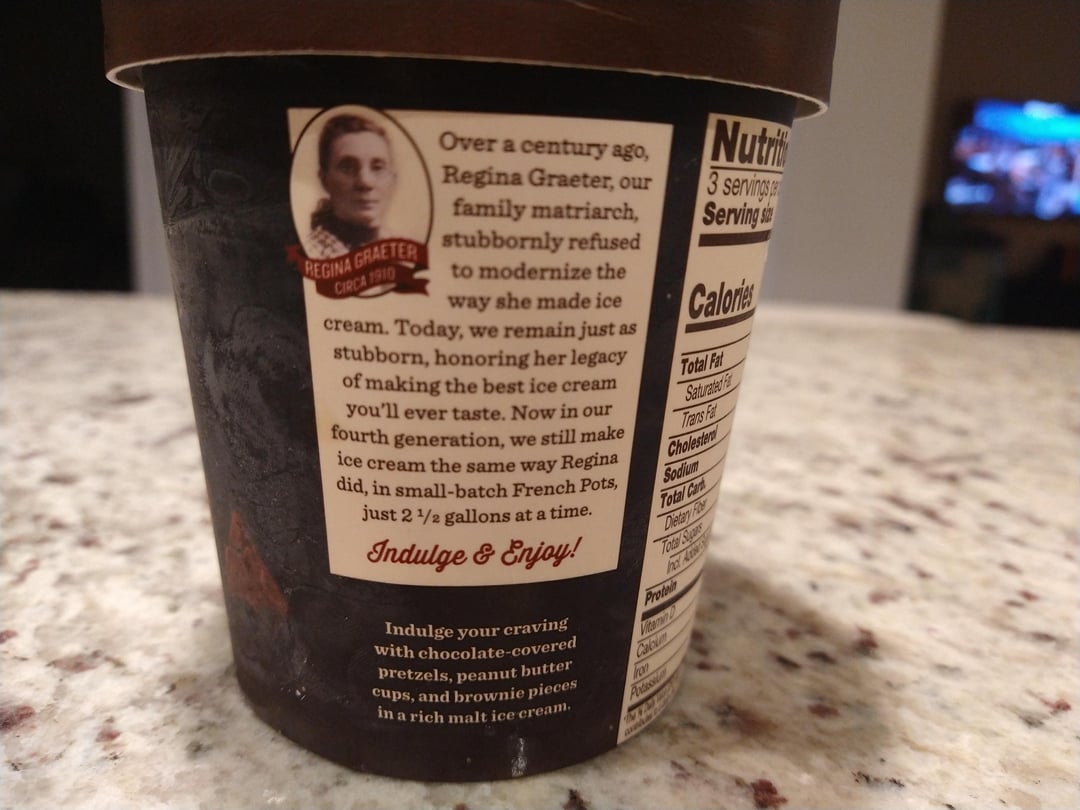 REGINA GRAETER
CIRCA 1910
Over a century ago,
Regina Graeter, our
family matriarch,
stubbornly refused
to modernize the
way she made ice
cream. Today, we remain just as
stubborn, honoring her legacy
of making the best ice cream
you'll ever taste. Now in our
fourth generation, we still make
ice cream the same way Regina
did, in small-batch French Pots,
just 2 1/2 gallons at a time.
Indulge & Enjoy!
Indulge your craving
with chocolate-covered
pretzels, peanut butter
cups, and brownie pieces
in a rich malt ice cream.
3 servings
Serving size
Calories
Total Fat
Saturated Fat
Trans Fat
Cholesterol
Sodium
Total Carb.
Dietary Fiber
Total Sugars
Incl.
Protein
Vitamin D
Calcium
Iron
Potassium